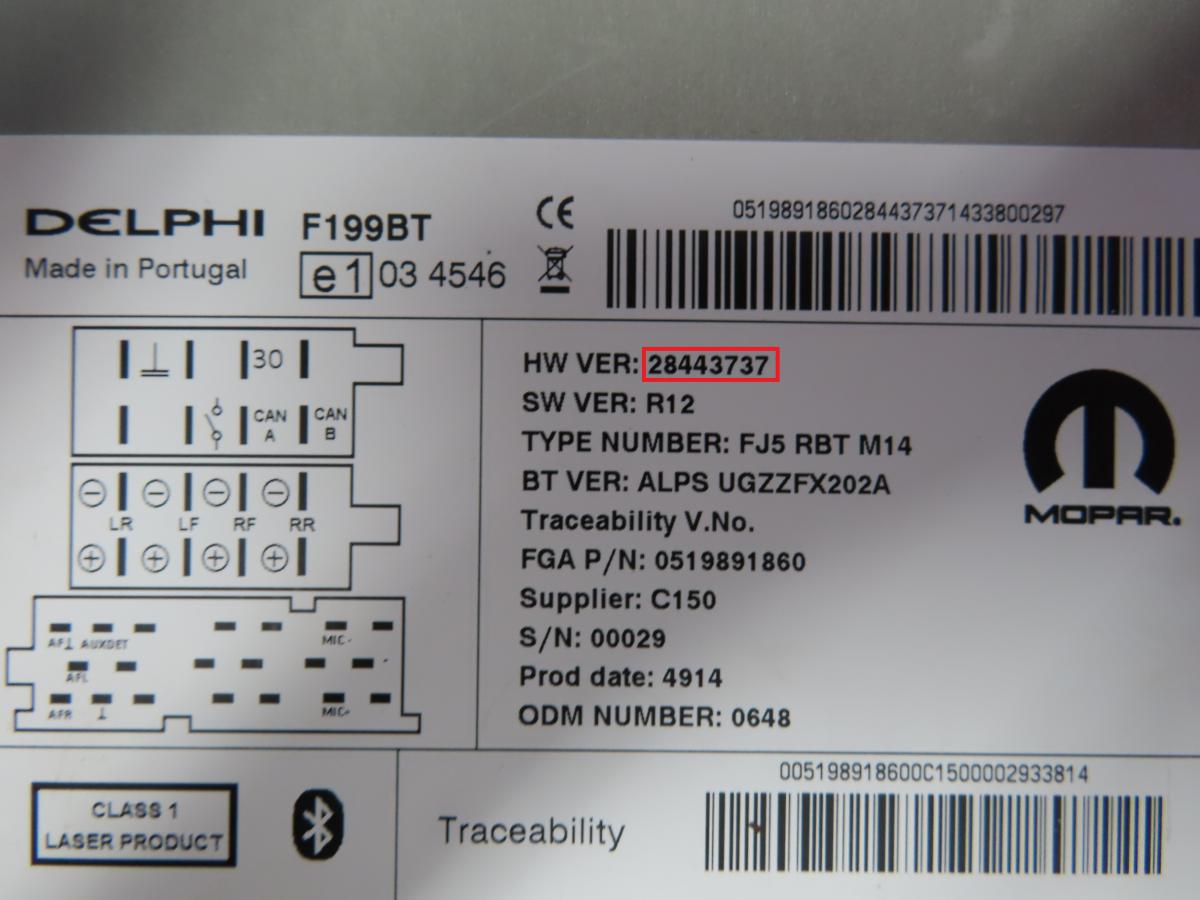 DELPHI
F199BT
Made in Portugal
e1 03 4546
CE
0519891860284437371433800297
30
CAN A
CAN B
LR LF RF RR
AF⊥ AUXDET
MIC-
AFL
AFR ⊥
MIC+
HW VER: 28443737
SW VER: R12
TYPE NUMBER: FJ5 RBT M14
BT VER: ALPS UGZZFX202A
Traceability V.No.
FGA P/N: 0519891860
Supplier: C150
S/N: 00029
Prod date: 4914
ODM NUMBER: 0648
MOPAR.
CLASS 1
LASER PRODUCT
Traceability
005198918600C1500002933814